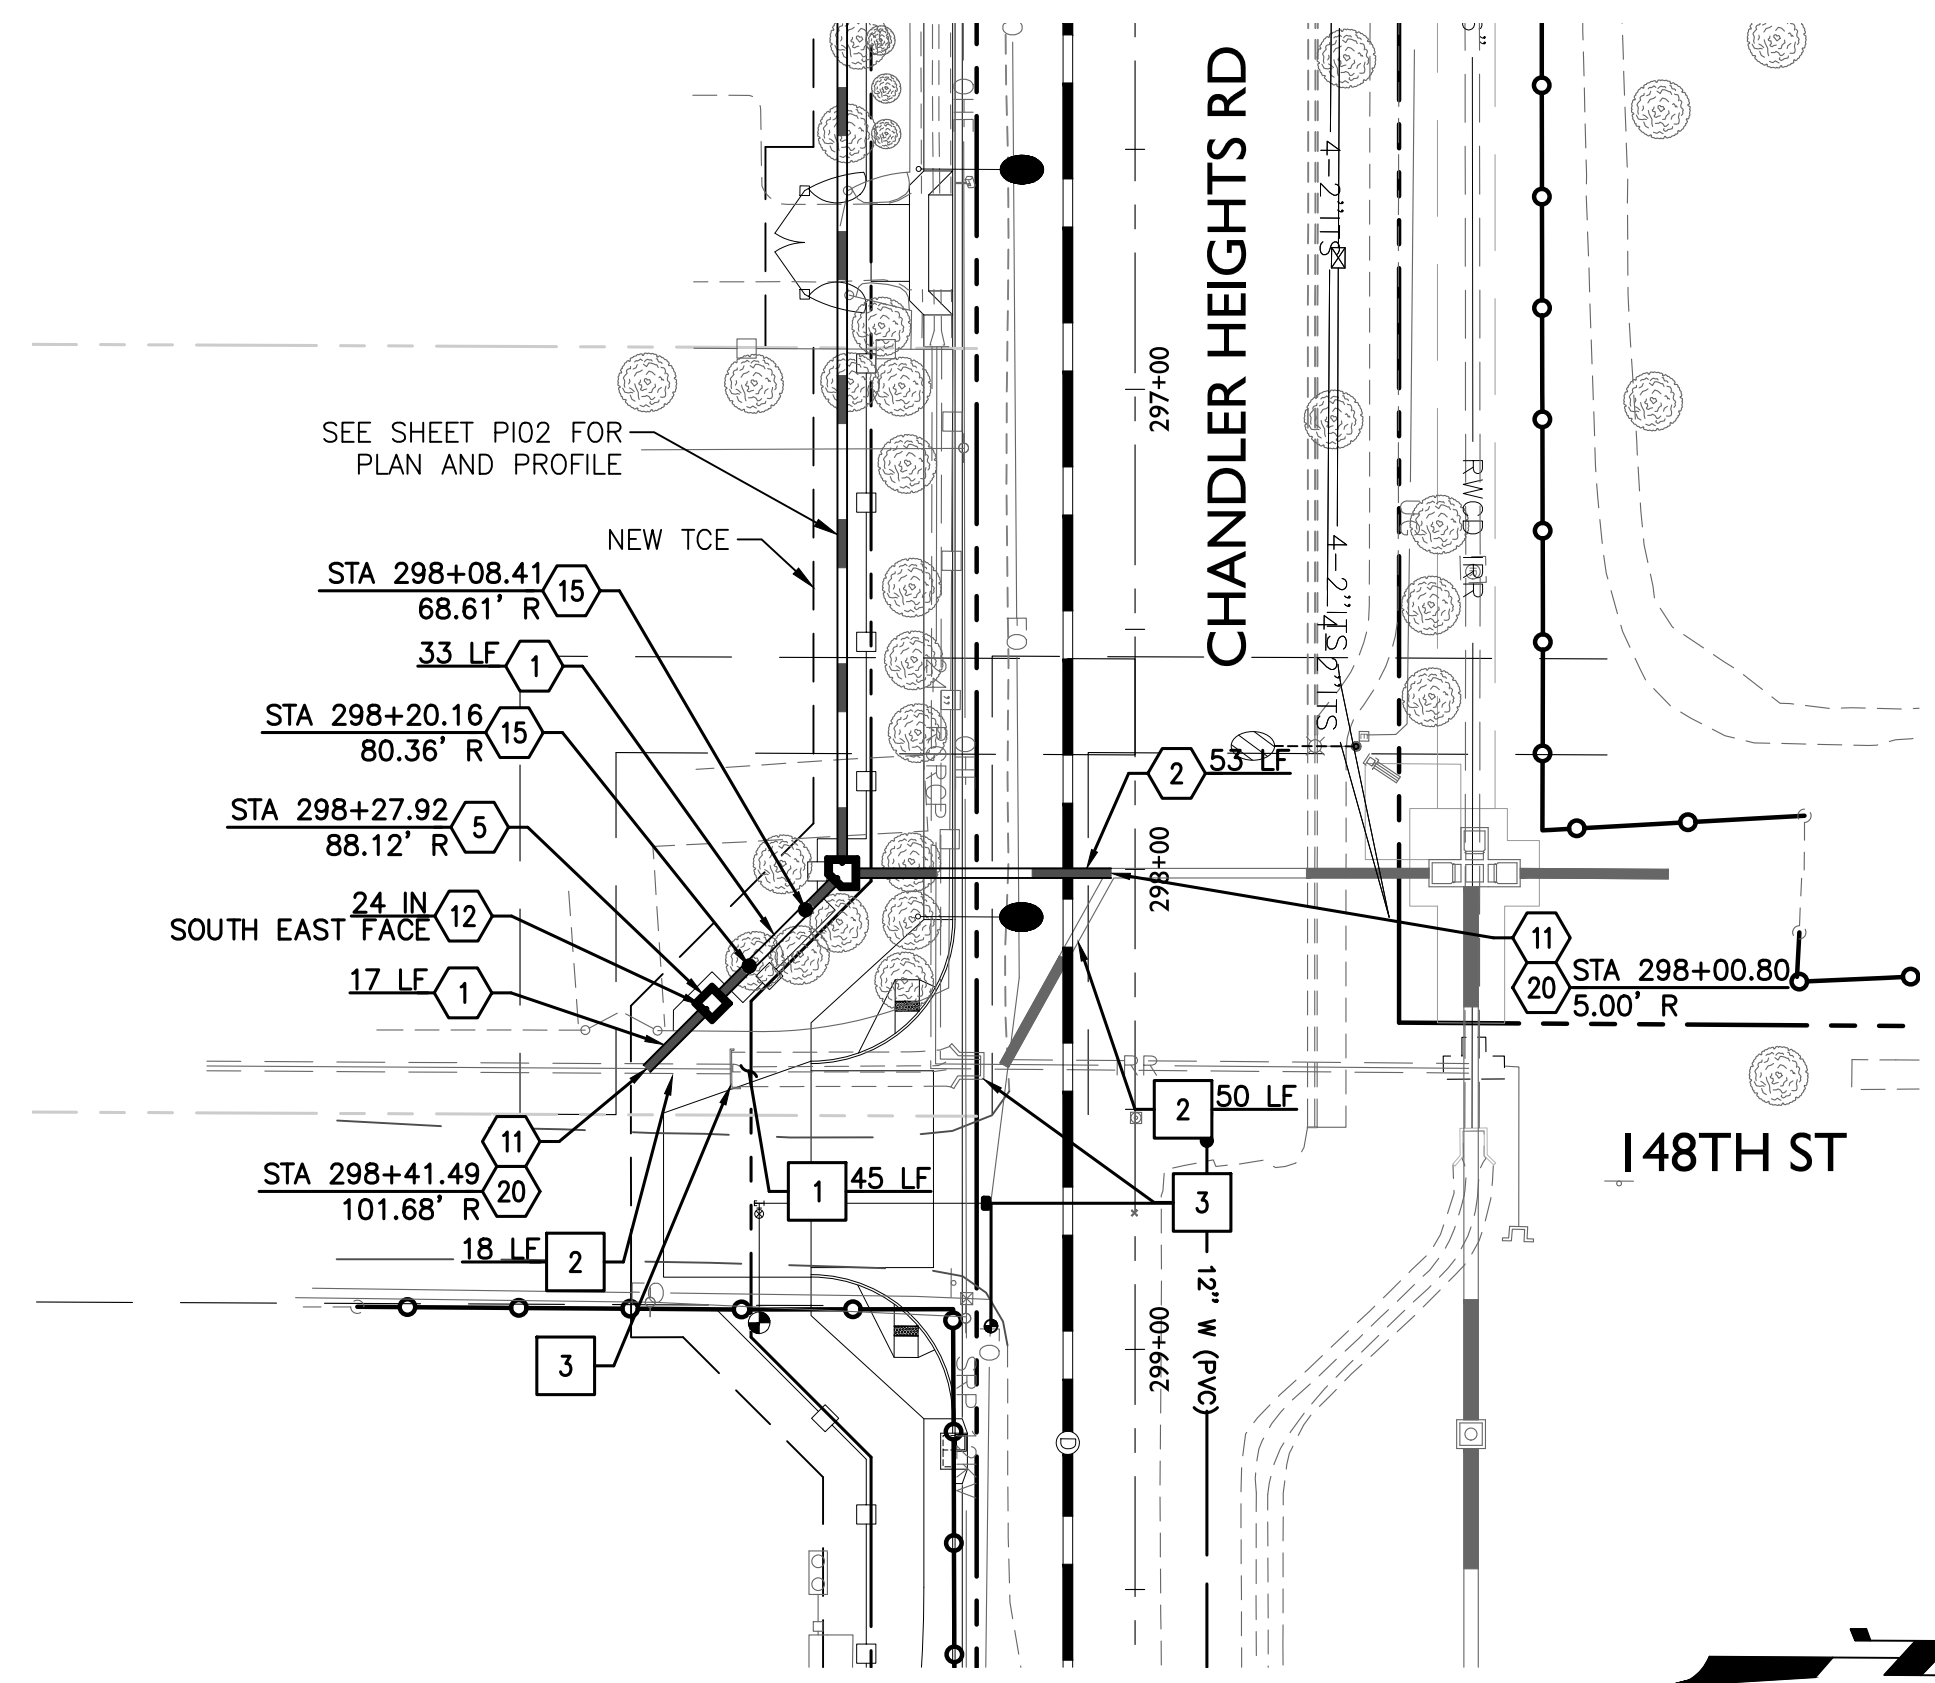 CHANDLER HEIGHTS RD
4-2"ITS
297+00
SEE SHEET PI02 FOR
PLAN AND PROFILE
NEW TCE
RWCD IRR
4-2"ITS
STA 298+08.41
68.61' R
15
33 LF
1
STA 298+20.16
80.36' R
15
2
53 LF
STA 298+27.92
88.12' R
5
298+00
24 IN
SOUTH EAST FACE
12
17 LF
1
11
20
STA 298+00.80
5.00' R
2
50 LF
148TH ST
11
20
STA 298+41.49
101.68' R
1
45 LF
3
18 LF
2
12" W (PVC)
299+00
3
D